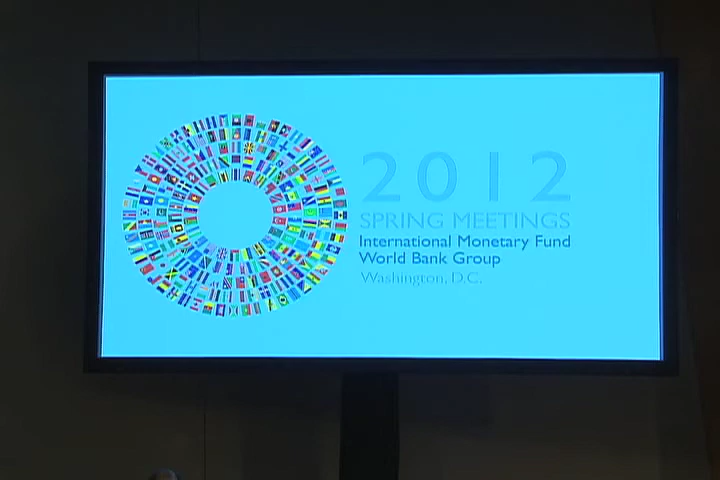 2012
SPRING MEETINGS
International Monetary Fund
World Bank Group
Washington, D.C.